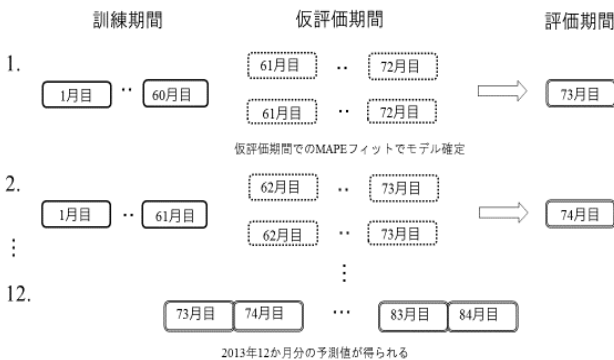 訓練期間 仮評価期間 評価期間
1.
61月目 ‥ 72月目
1月目 ‥ 60月目 73月目
61月目 ‥ 72月目
仮評価期間でのMAPEフィットでモデル確定
2.
62月目 ‥ 73月目
1月目 ‥ 61月目 74月目
62月目 ‥ 73月目
⋮ ⋮
12.
73月目 74月目 … 83月目 84月目
2013年12か月分の予測値が得られる